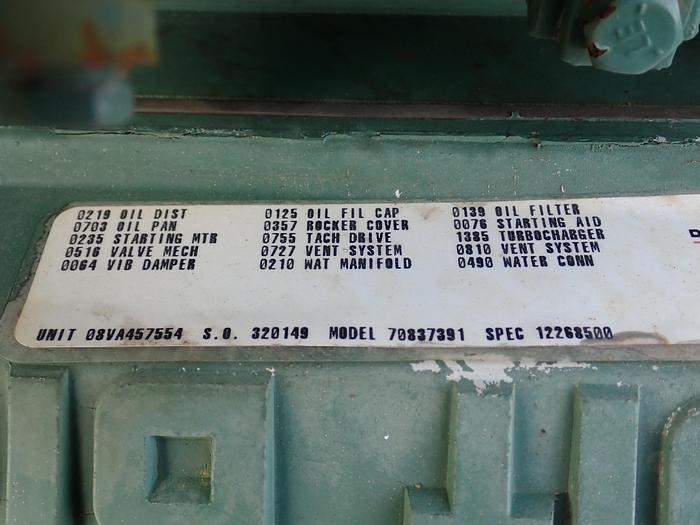 0219 OIL DIST 0125 OIL FIL CAP 0139 OIL FILTER
0703 OIL PAN 0357 ROCKER COVER 0076 STARTING AID
0235 STARTING MTR 0755 TACH DRIVE 1385 TURBOCHARGER
0516 VALVE MECH 0727 VENT-SYSTEM 0810 VENT SYSTEM
0064 VIB DAMPER 0210 WAT MANIFOLD 0490 WATER CONN
UNIT 08VA457554 S.O. 320149 MODEL 70837391 SPEC 12268500